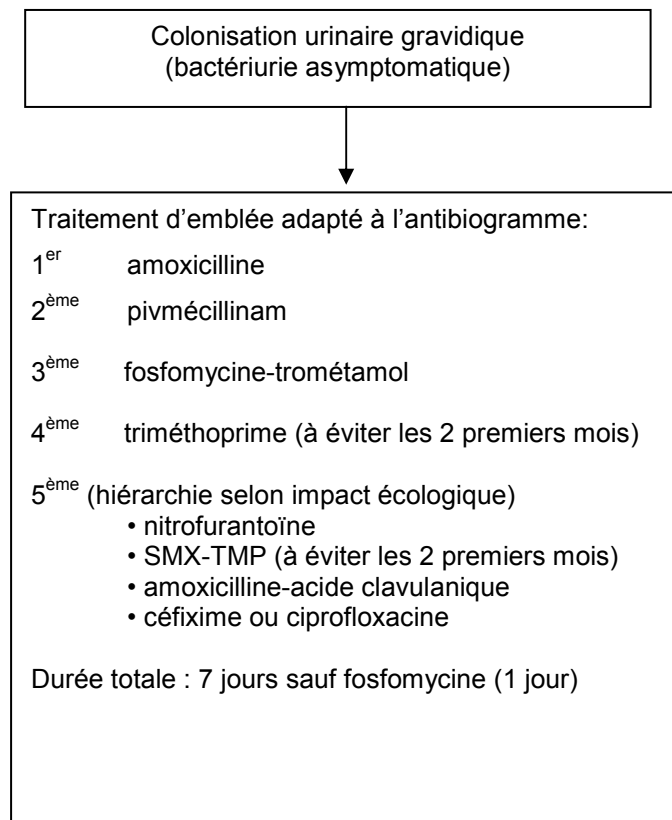 Colonisation urinaire gravidique
(bactériurie asymptomatique)
Traitement d’emblée adapté à l’antibiogramme:
1er amoxicilline
2ème pivmécillinam
3ème fosfomycine-trométamol
4ème triméthoprime (à éviter les 2 premiers mois)
5ème (hiérarchie selon impact écologique)
• nitrofurantoïne
• SMX-TMP (à éviter les 2 premiers mois)
• amoxicilline-acide clavulanique
• céfixime ou ciprofloxacine
Durée totale : 7 jours sauf fosfomycine (1 jour)